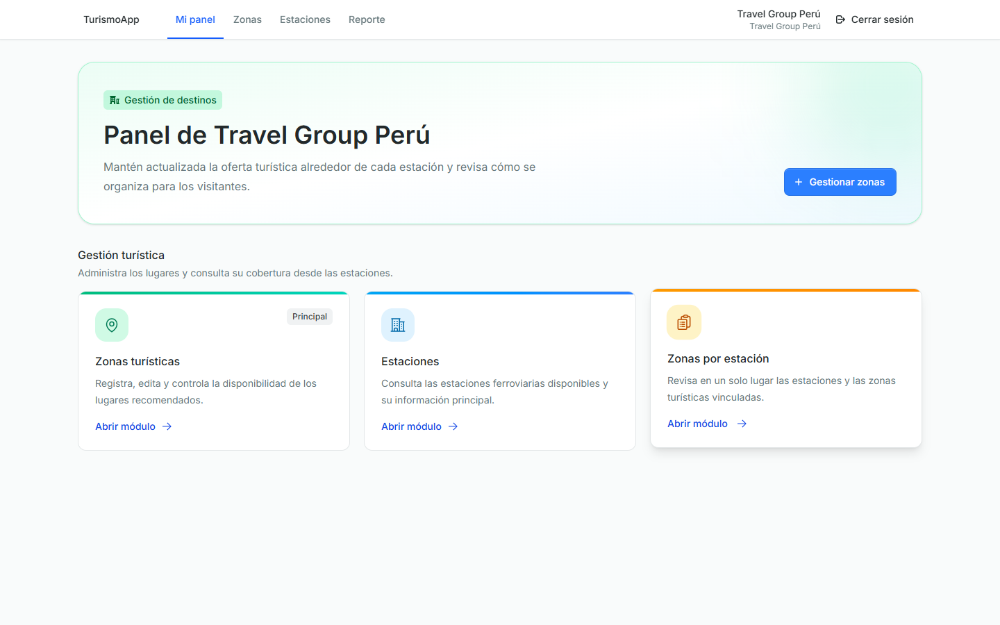 TurismoApp
Mi panel
Zonas
Estaciones
Reporte
Travel Group Perú
Travel Group Perú
Cerrar sesión
Gestión de destinos
Panel de Travel Group Perú
Mantén actualizada la oferta turística alrededor de cada estación y revisa cómo se
organiza para los visitantes.
Gestionar zonas
Gestión turística
Administra los lugares y consulta su cobertura desde las estaciones.
Principal
Zonas turísticas
Registra, edita y controla la disponibilidad de los
lugares recomendados.
Abrir módulo
Estaciones
Consulta las estaciones ferroviarias disponibles y
su información principal.
Abrir módulo
Zonas por estación
Revisa en un solo lugar las estaciones y las zonas
turísticas vinculadas.
Abrir módulo